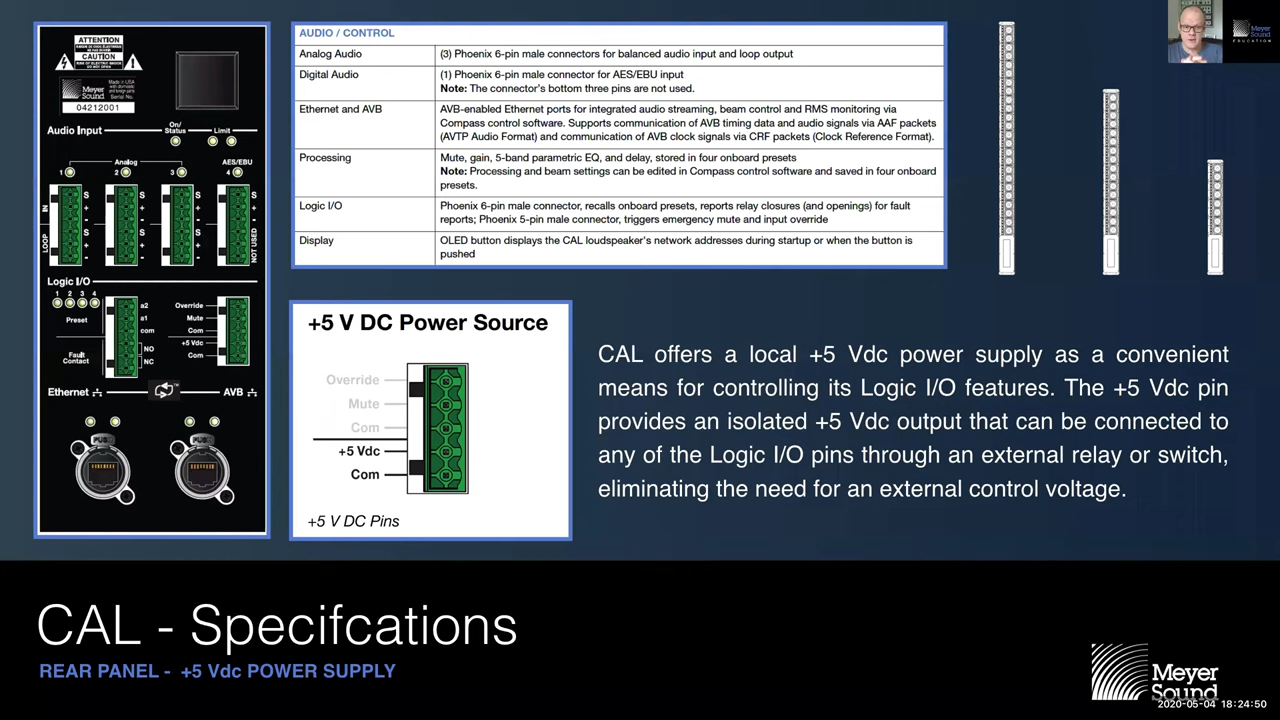 ATTENTION
CAUTION
Made in USA
Meyer
Sound
Serial No.
04212001
Audio Input
On/
Status
Limit
Analog
AES/EBU
1
2
3
4
IN
LOOP
S
+
-
S
+
-
S
+
-
S
+
-
S
+
-
S
+
-
S
+
-
NOT USED
Logic I/O
1 2 3 4
Preset
Fault
Contact
a2
a1
com
NO
NC
Override
Mute
Com
+5 Vdc
Com
Ethernet
AVB
PUSH
PUSH
AUDIO / CONTROL
Analog Audio
(3) Phoenix 6-pin male connectors for balanced audio input and loop output
Digital Audio
(1) Phoenix 6-pin male connector for AES/EBU input
Note: The connector's bottom three pins are not used.
Ethernet and AVB
AVB-enabled Ethernet ports for integrated audio streaming, beam control and RMS monitoring via
Compass control software. Supports communication of AVB timing data and audio signals via AAF packets
(AVTP Audio Format) and communication of AVB clock signals via CRF packets (Clock Reference Format).
Processing
Mute, gain, 5-band parametric EQ, and delay, stored in four onboard presets
Note: Processing and beam settings can be edited in Compass control software and saved in four onboard
presets.
Logic I/O
Phoenix 6-pin male connector, recalls onboard presets, reports relay closures (and openings) for fault
reports; Phoenix 5-pin male connector, triggers emergency mute and input override
Display
OLED button displays the CAL loudspeaker's network addresses during startup or when the button is
pushed
+5 V DC Power Source
Override
Mute
Com
+5 Vdc
Com
+5 V DC Pins
CAL offers a local +5 Vdc power supply as a convenient
means for controlling its Logic I/O features. The +5 Vdc pin
provides an isolated +5 Vdc output that can be connected to
any of the Logic I/O pins through an external relay or switch,
eliminating the need for an external control voltage.
Meyer
Sound
EDUCATION
CAL - Specifcations
REAR PANEL - +5 Vdc POWER SUPPLY
Meyer
Sound
2020-05-04 18:24:50